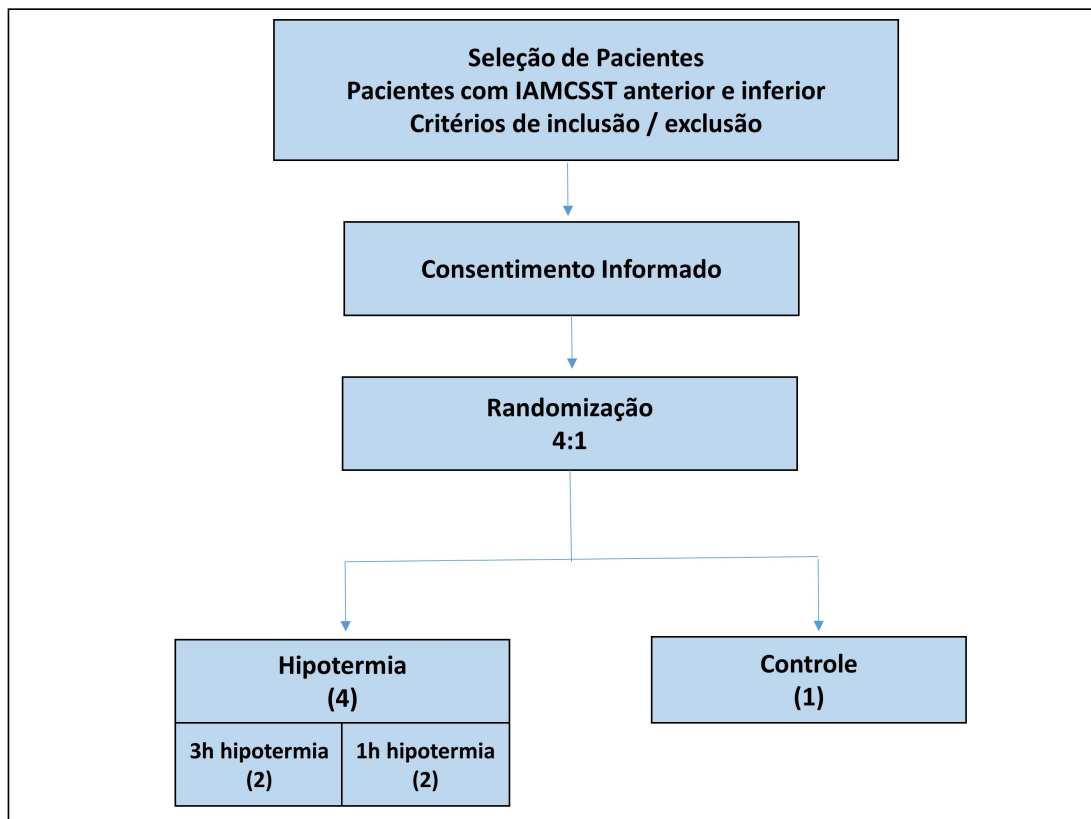 Seleção de Pacientes
Pacientes com IAMCSST anterior e inferior
Critérios de inclusão / exclusão
Consentimento Informado
Randomização
4:1
Hipotermia
(4)
3h hipotermia
(2)
1h hipotermia
(2)
Controle
(1)